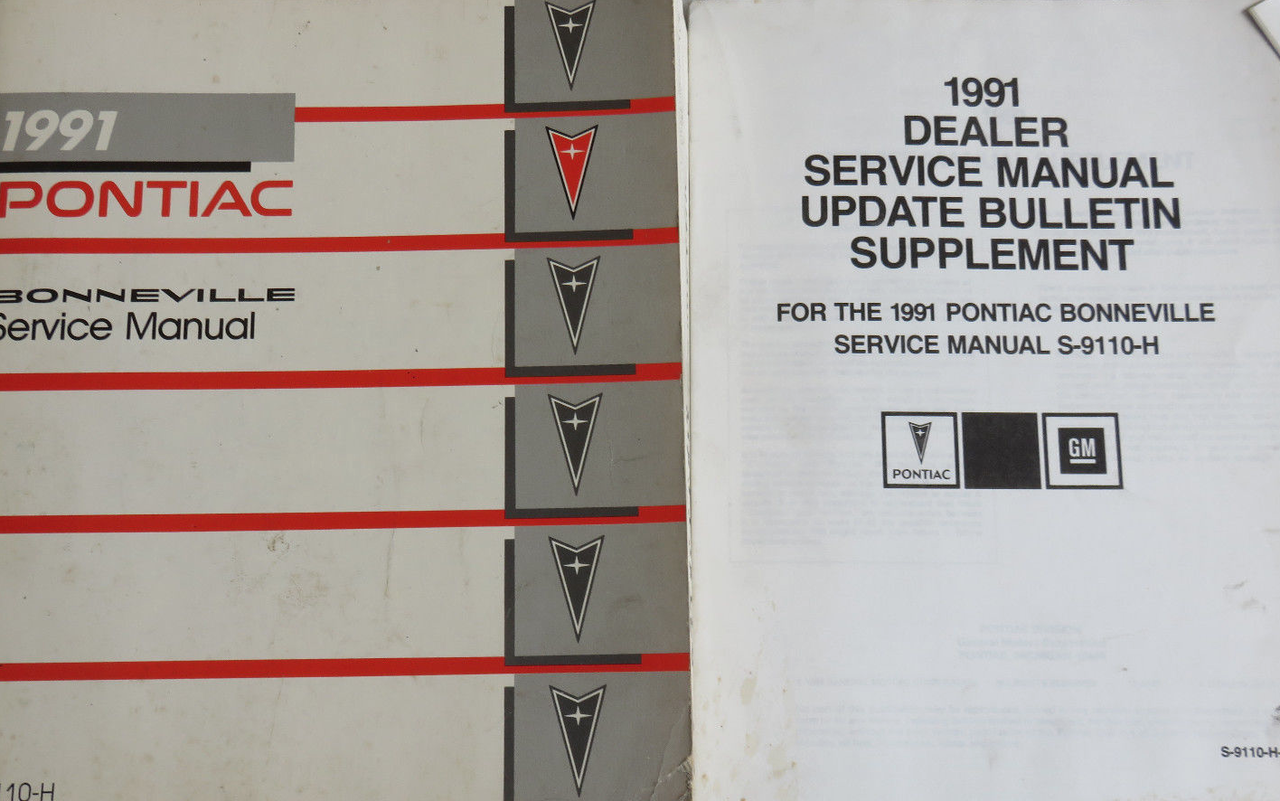 1991
PONTIAC
BONNEVILLE
Service Manual
110-H
1991
DEALER
SERVICE MANUAL
UPDATE BULLETIN
SUPPLEMENT
FOR THE 1991 PONTIAC BONNEVILLE
SERVICE MANUAL S-9110-H
PONTIAC
GM
S-9110-H-